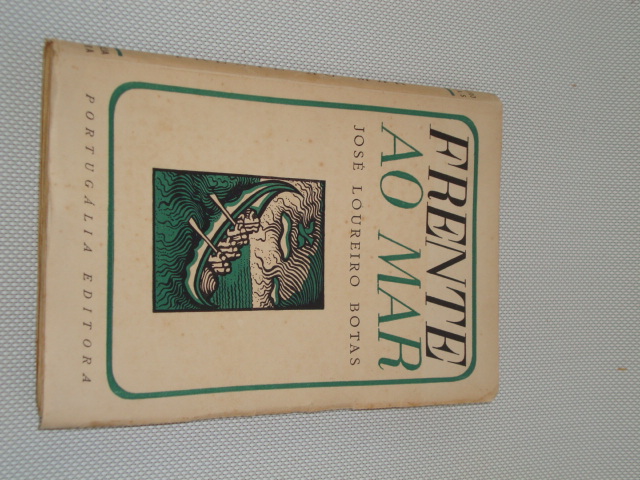 FRENTE
AO MAR
JOSÉ LOUREIRO BOTAS
PORTUGÁLIA EDITORA